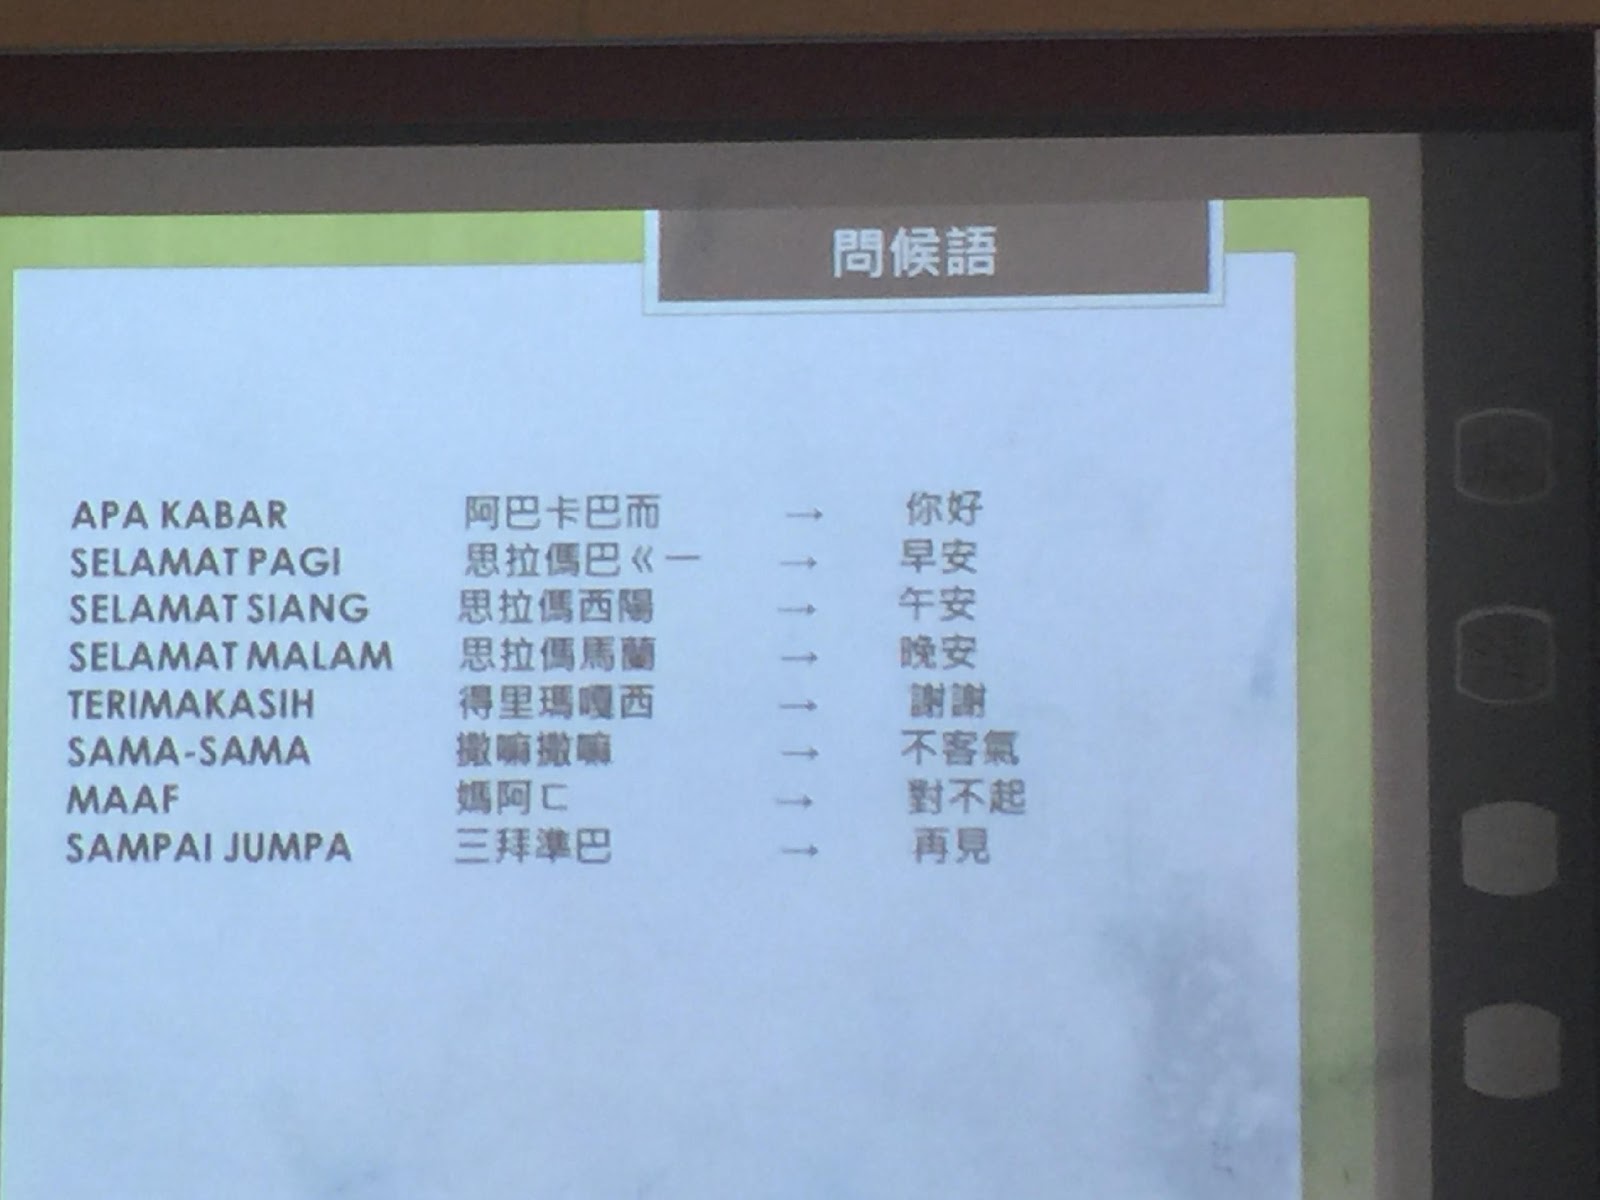 問候語
APA KABAR 阿巴卡巴而 → 你好
SELAMAT PAGI 思拉傌巴ㄍㄧ → 早安
SELAMAT SIANG 思拉傌西陽 → 午安
SELAMAT MALAM 思拉傌馬蘭 → 晚安
TERIMAKASIH 得里瑪嘎西 → 謝謝
SAMA-SAMA 撒嘛撒嘛 → 不客氣
MAAF 媽阿ㄈ → 對不起
SAMPAI JUMPA 三拜準巴 → 再見